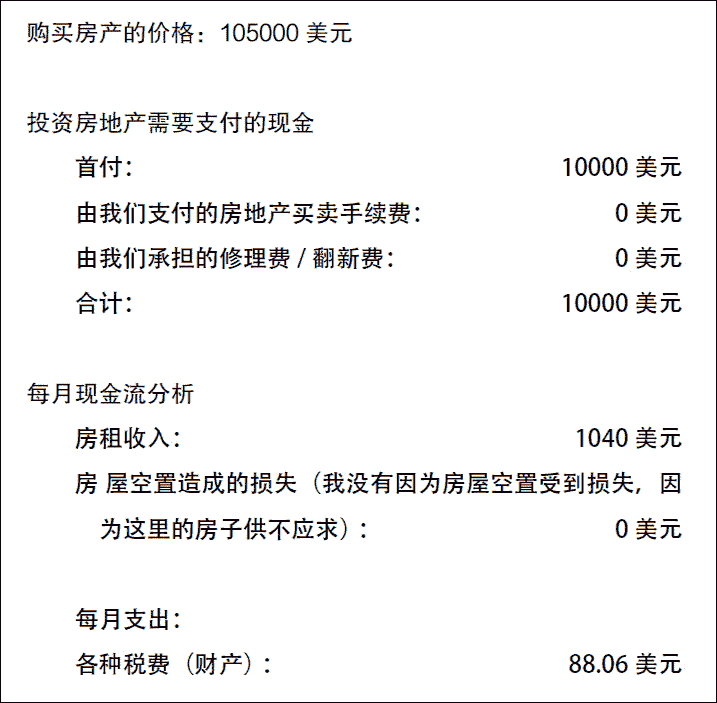 购买房产的价格：105000 美元
投资房地产需要支付的现金
首付： 10000 美元
由我们支付的房地产买卖手续费： 0 美元
由我们承担的修理费 / 翻新费： 0 美元
合计： 10000 美元
每月现金流分析
房租收入： 1040 美元
房 屋空置造成的损失（我没有因为房屋空置受到损失，因
为这里的房子供不应求）： 0 美元
每月支出：
各种税费（财产）： 88.06 美元